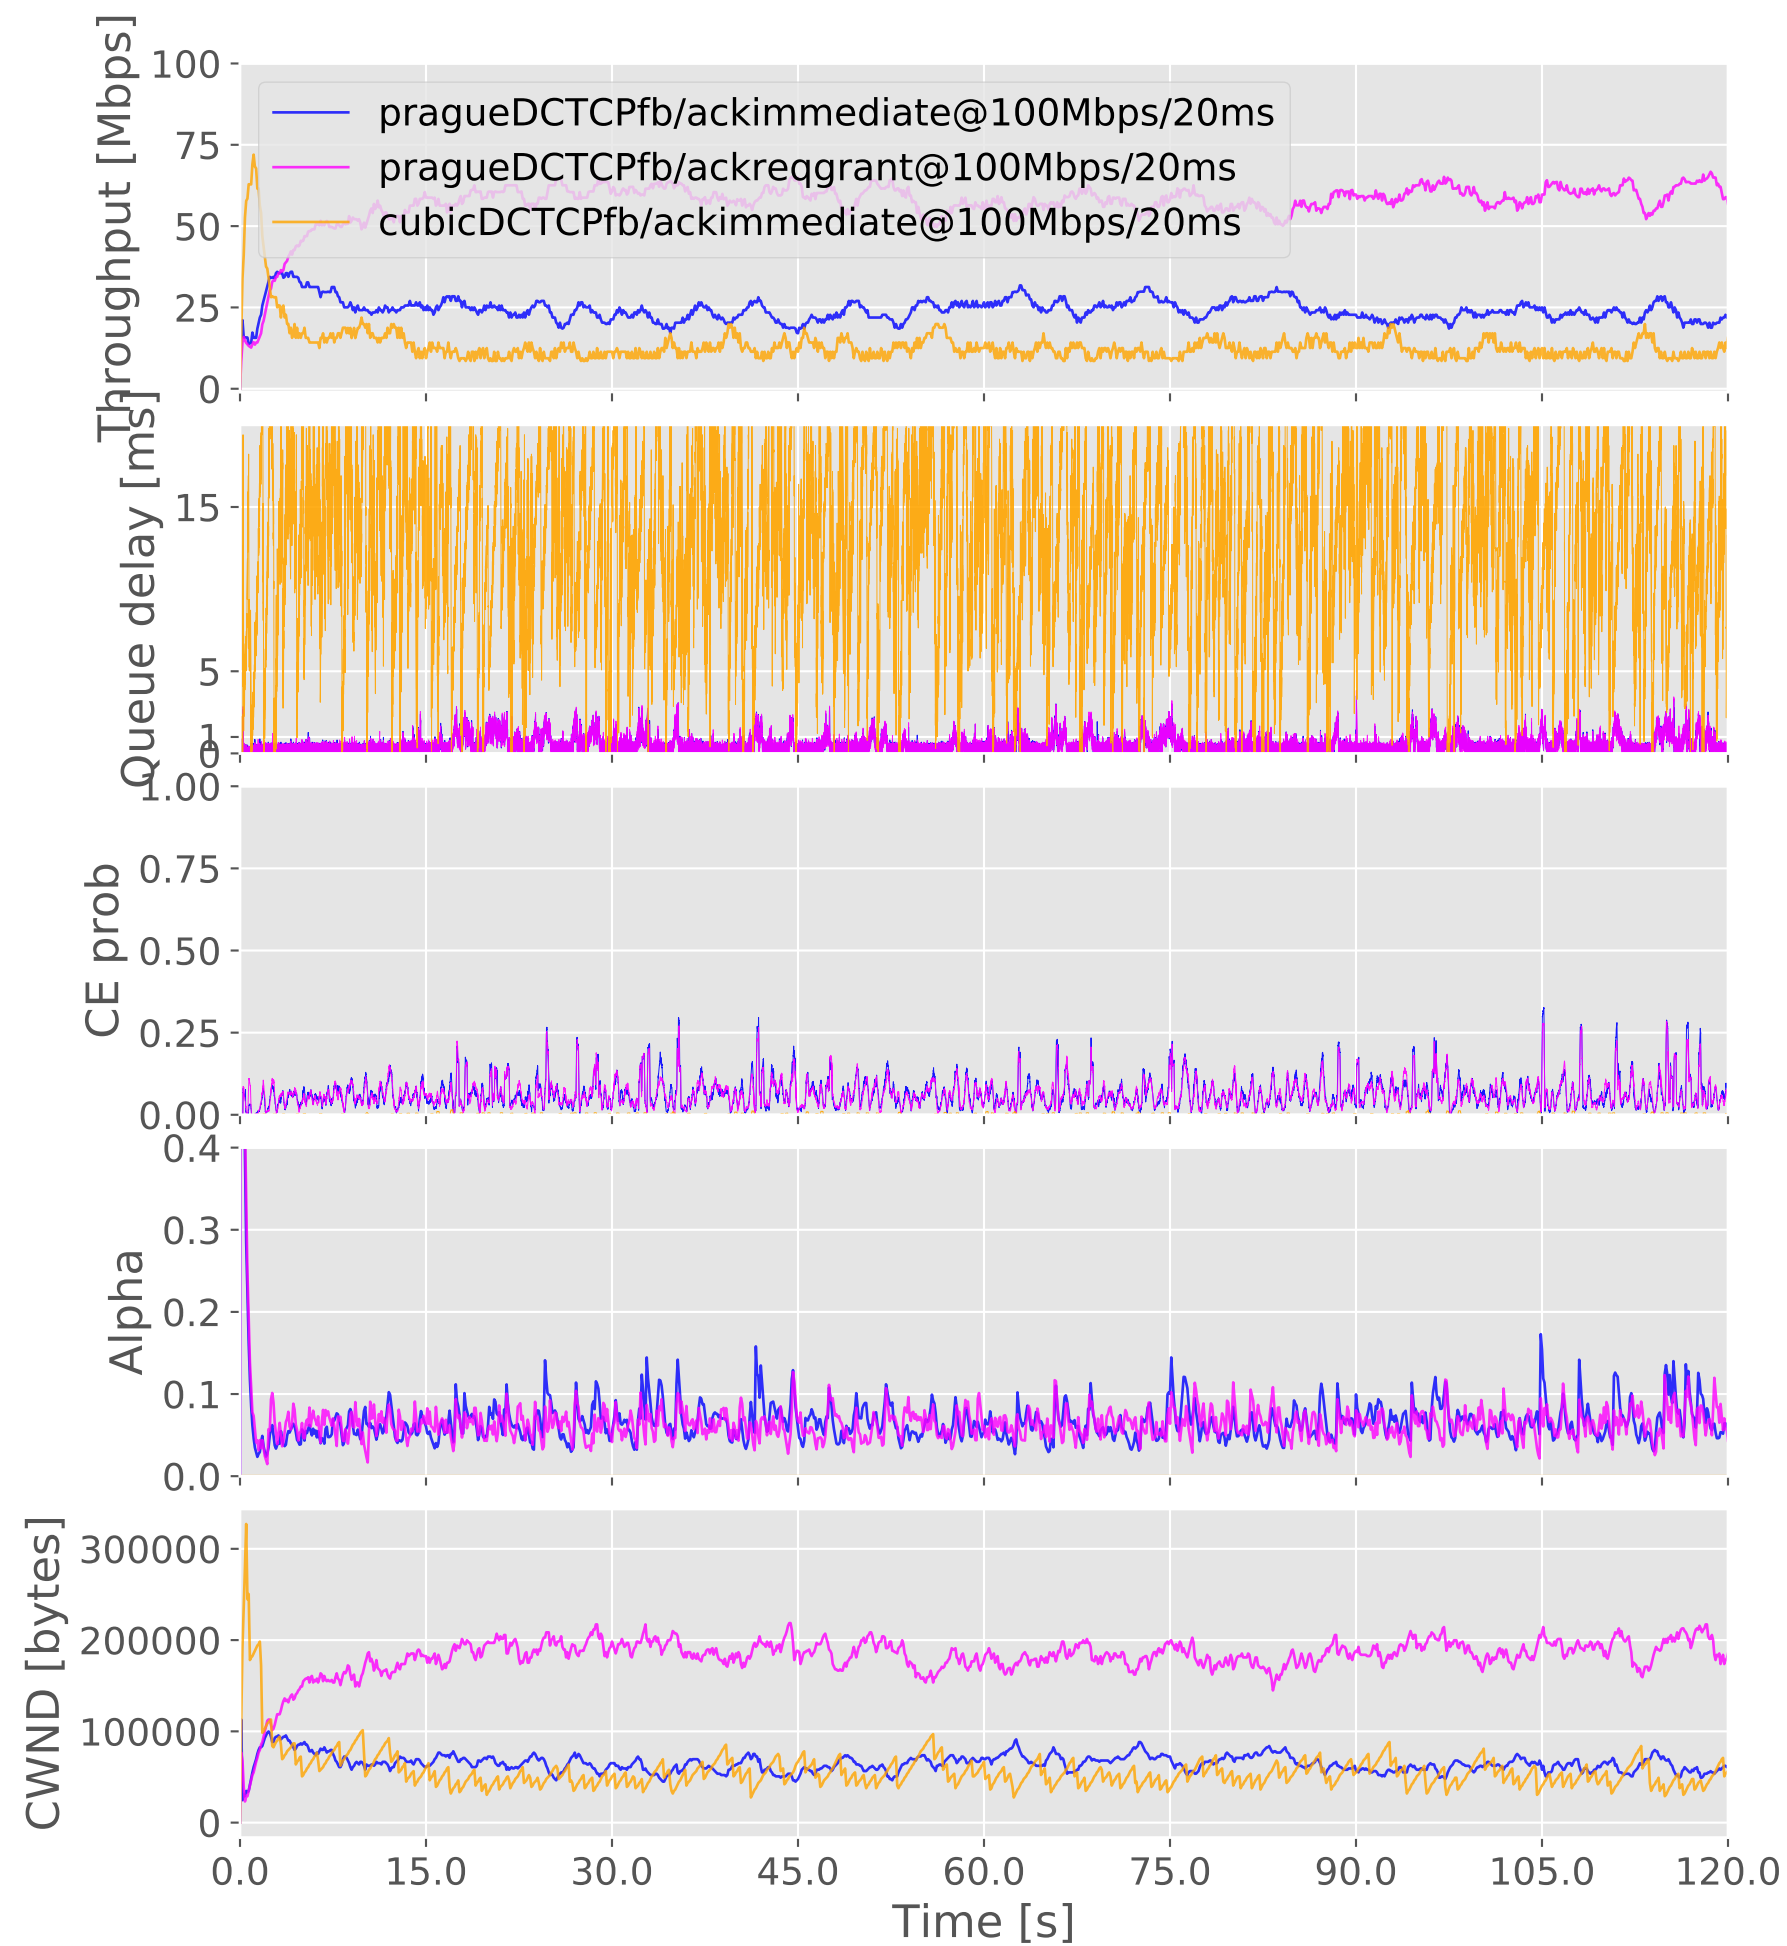 Throughput [Mbps]
100
75
50
25
0
pragueDCTCPfb/ackimmediate@100Mbps/20ms
pragueDCTCPfb/ackreqgrant@100Mbps/20ms
cubicDCTCPfb/ackimmediate@100Mbps/20ms
Queue delay [ms]
15
5
1
0
CE prob
1.00
0.75
0.50
0.25
0.00
Alpha
0.4
0.3
0.2
0.1
0.0
CWND [bytes]
300000
200000
100000
0
0.0 15.0 30.0 45.0 60.0 75.0 90.0 105.0 120.0
Time [s]